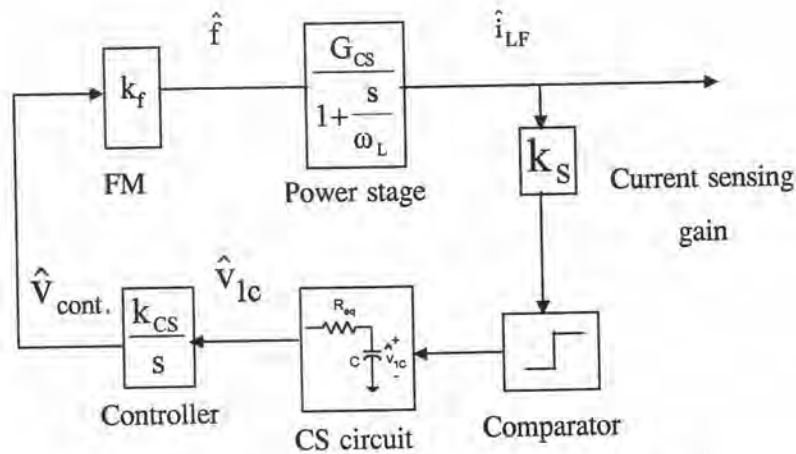 f̂
î_LF
k_f
G_CS
1+ s
ω_L
FM
Power stage
k_S
Current sensing
gain
v̂_cont.
v̂_1c
k_CS
s
R_eq
C
+
v̂_1c
-
Controller
CS circuit
Comparator